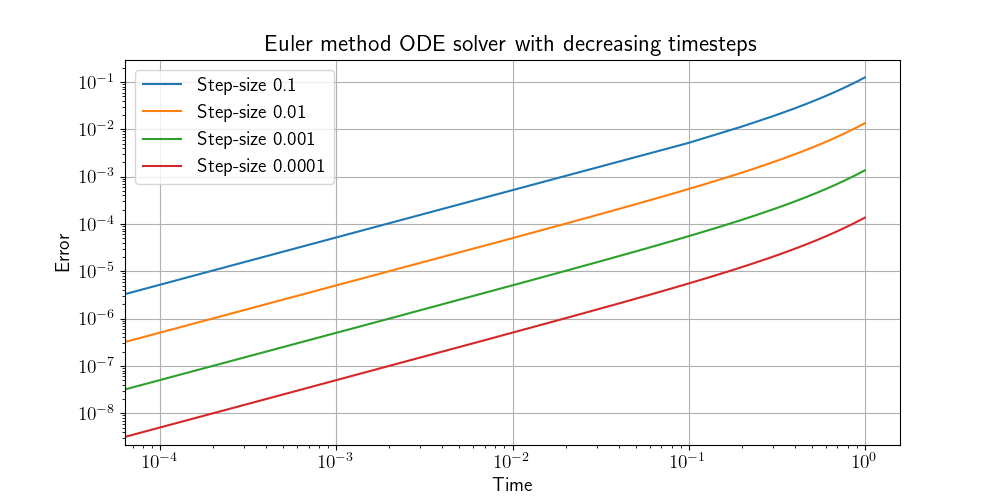 Euler method ODE solver with decreasing timesteps
Step-size 0.1
Step-size 0.01
Step-size 0.001
Step-size 0.0001
Error
10⁻¹
10⁻²
10⁻³
10⁻⁴
10⁻⁵
10⁻⁶
10⁻⁷
10⁻⁸
10⁻⁴ 10⁻³ 10⁻² 10⁻¹ 10⁰
Time